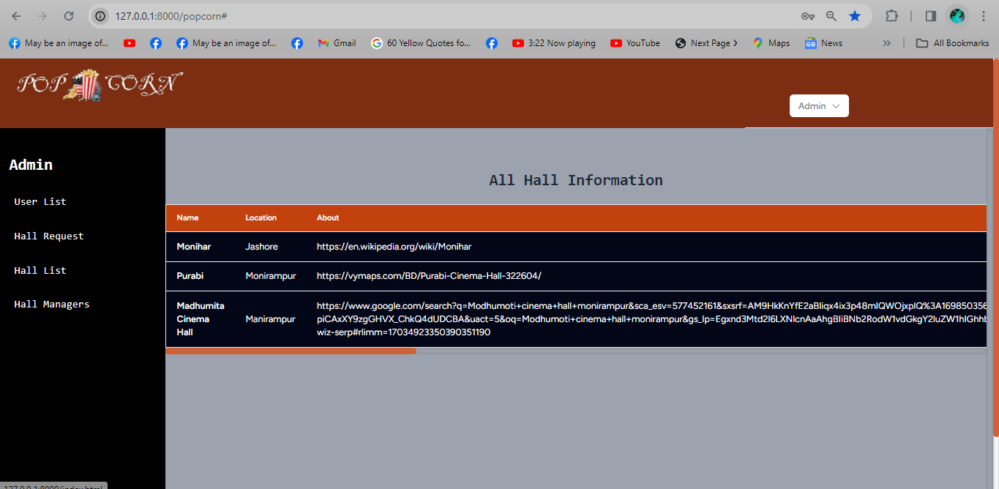 127.0.0.1:8000/popcorn#
May be an image of...
May be an image of...
Gmail
60 Yellow Quotes fo...
3:22 Now playing
YouTube
Next Page
Maps
News
All Bookmarks
POP CORN
Admin
Admin
User List
Hall Request
Hall List
Hall Managers
All Hall Information
Name Location About
Monihar Jashore https://en.wikipedia.org/wiki/Monihar
Purabi Monirampur https://vymaps.com/BD/Purabi-Cinema-Hall-322604/
Madhumita Cinema Hall
Manirampur
https://www.google.com/search?q=Modhumoti+cinema+hall+monirampur&sca_esv=577452161&sxsrf=AM9HkKnYfE2aBliqx4ix3p48mlQWOjxplQ%3A169850356
piCAxXY9zgGHVX_ChkQ4dUDCBA&uact=5&oq=Modhumoti+cinema+hall+monirampur&gs_lp=Egxnd3Mtd2l6LXNlcnAaAhgBIiBNb2RodW1vdGkgY2luZW1hIGhhb
wiz-serp#rlimm=17034923350390351190
127.0.0.1:8000/index.html